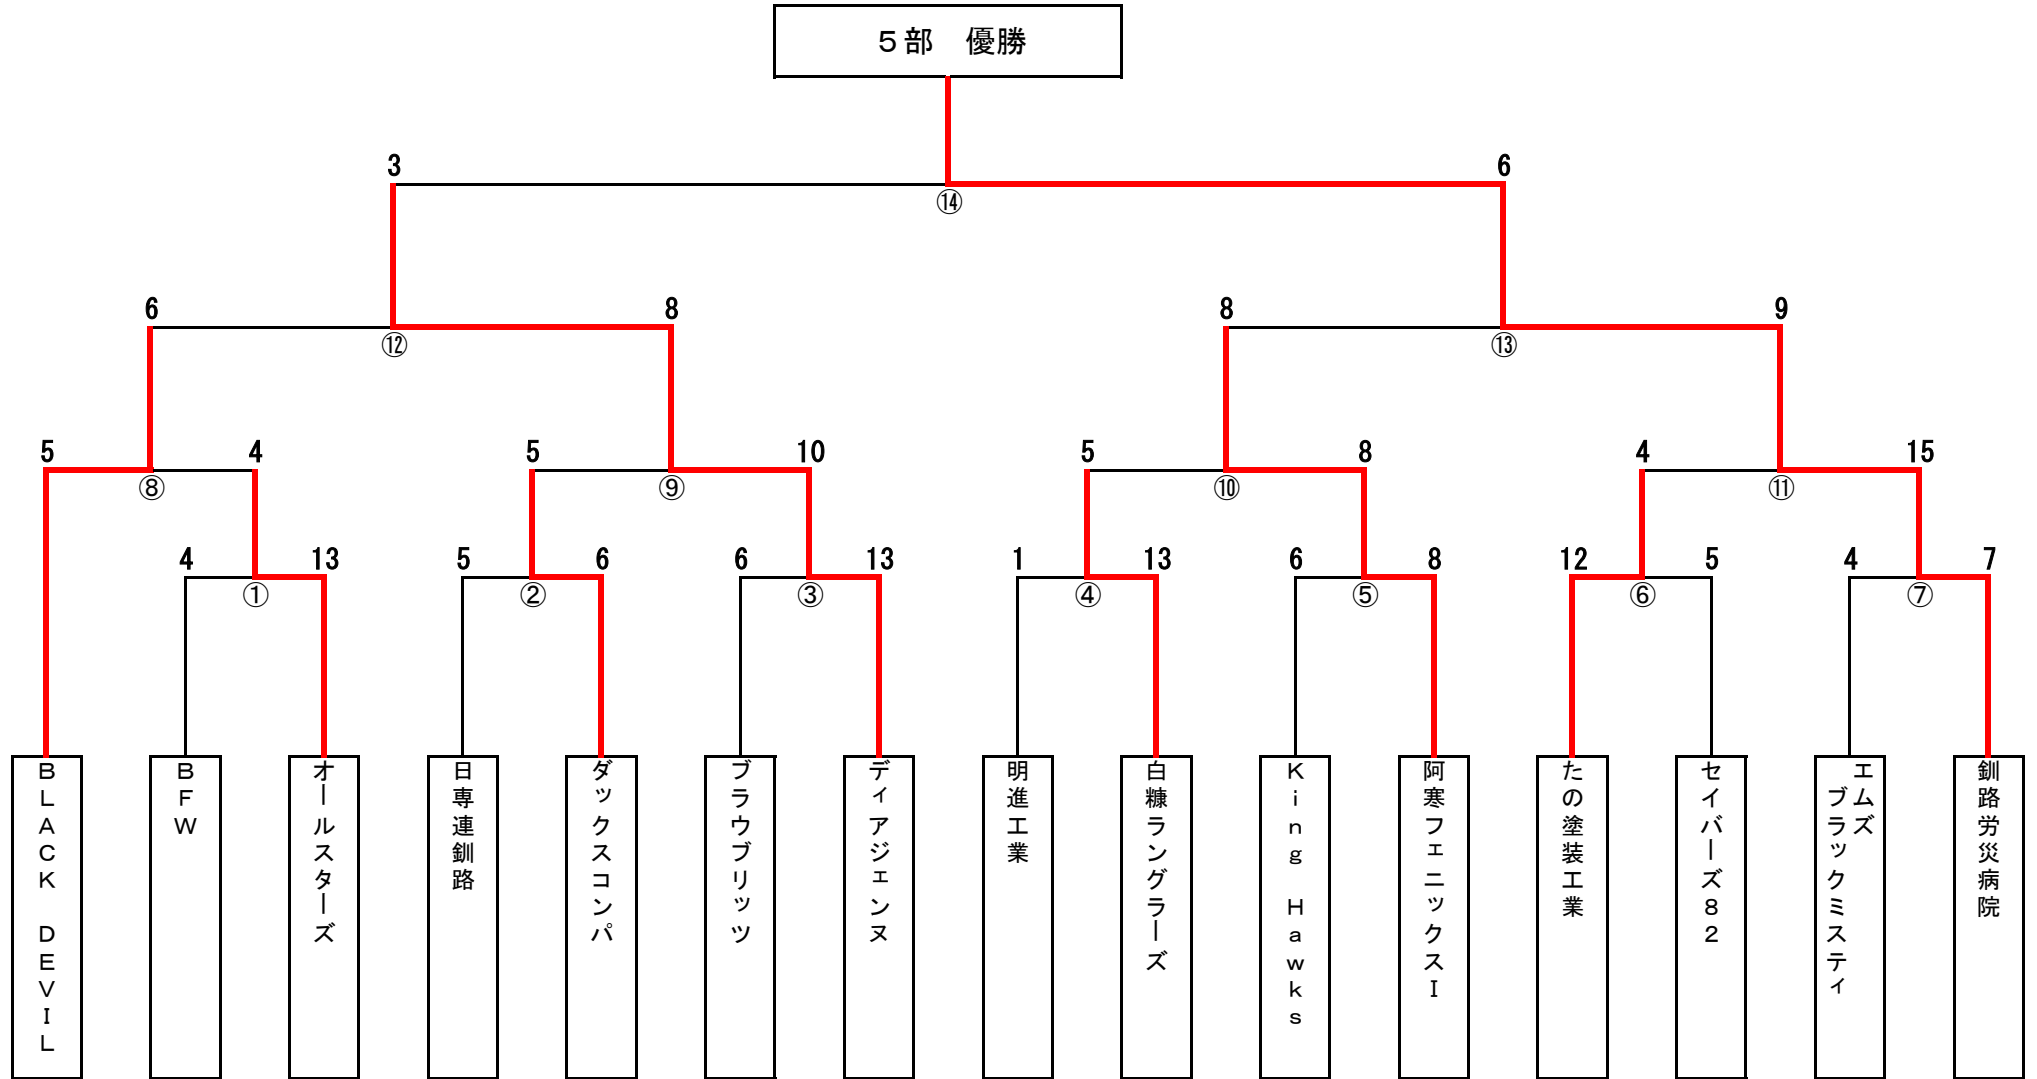 ５部　優勝
3
6
⑭
6
8
8
9
⑫
⑬
5
4
5
10
5
8
4
15
⑧
⑨
⑩
⑪
4
13
5
6
6
13
1
13
6
8
12
5
4
7
①
②
③
④
⑤
⑥
⑦
ＢＬＡＣＫ　ＤＥＶＩＬ
ＢＦＷ
オールスターズ
日専連釧路
ダックスコンパ
ブラウブリッツ
ディアジェンヌ
明進工業
白糠ラングラーズ
Ｋｉｎｇ　Ｈａｗｋｓ
阿寒フェニックスＩ
たの塗装工業
セイバーズ８２
エムズ
ブラックミスティ
釧路労災病院